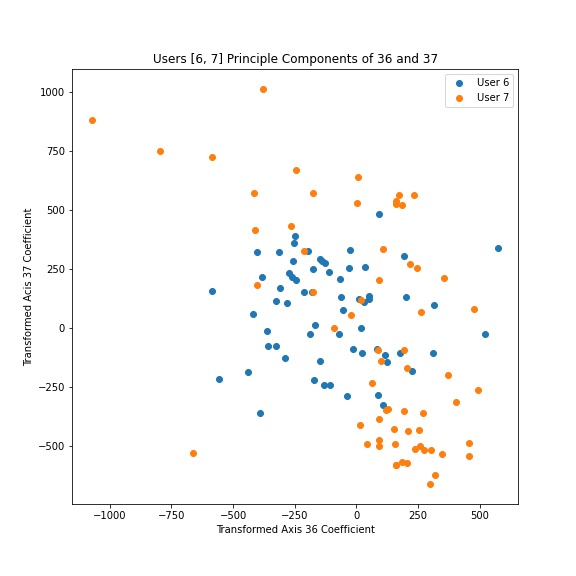 Users [6, 7] Principle Components of 36 and 37
User 6
User 7
1000
750
500
250
0
−250
−500
Transformed Acis 37 Coefficient
−1000
−750
−500
−250
0
250
500
Transformed Axis 36 Coefficient